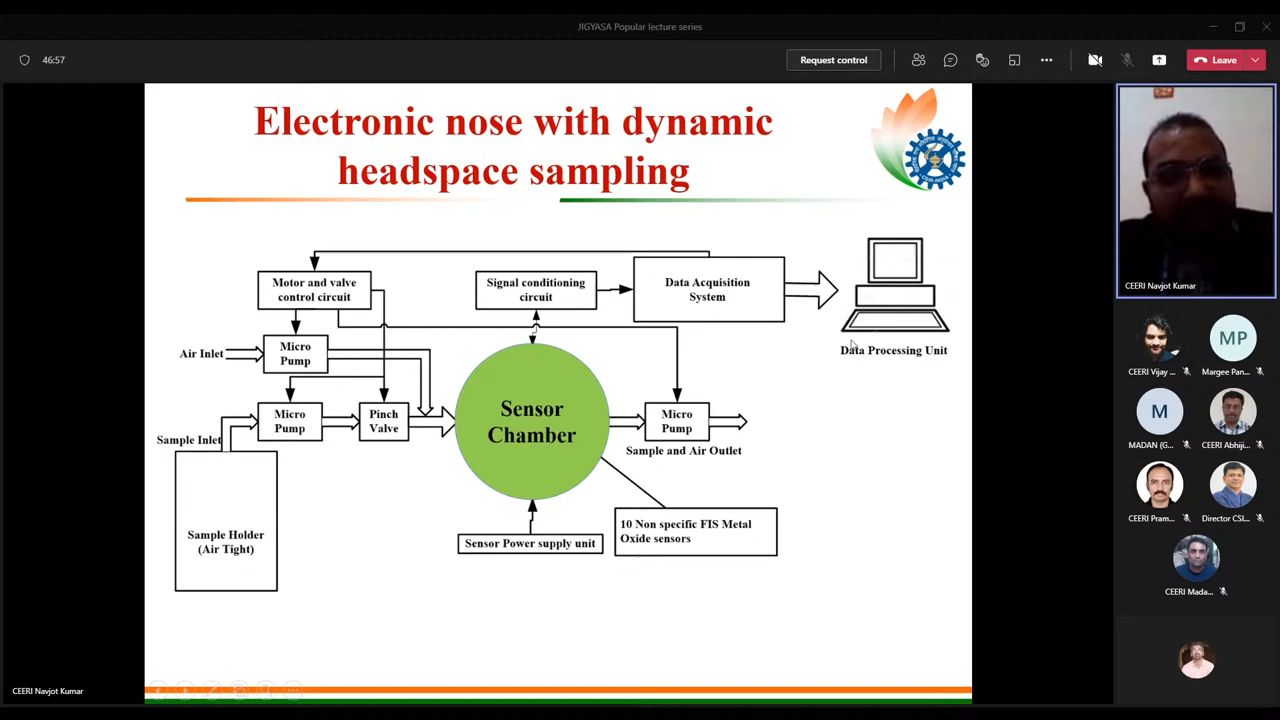 JIGYASA Popular lecture series
46:57
Request control
Leave
Electronic nose with dynamic
headspace sampling
Motor and valve
control circuit
Signal conditioning
circuit
Data Acquisition
System
Data Processing Unit
Air Inlet
Micro
Pump
Sample Inlet
Micro
Pump
Pinch
Valve
Sensor
Chamber
Micro
Pump
Sample and Air Outlet
Sample Holder
(Air Tight)
Sensor Power supply unit
10 Non specific FIS Metal
Oxide sensors
CEERI Navjot Kumar
CEERI Navjot Kumar
MP
CEERI Vijay ...
Margee Pan...
M
MADAN (G...
CEERI Abhiji...
CEERI Pram...
Director CSI...
CEERI Mada...